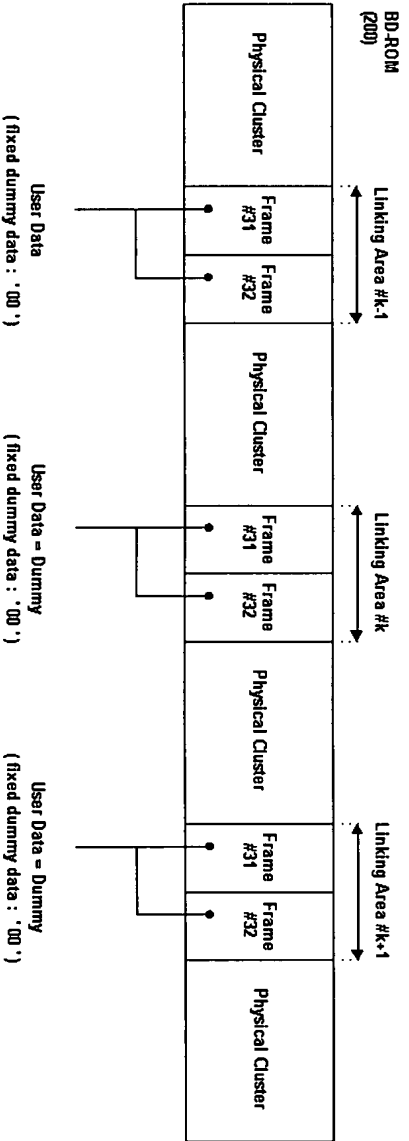 BD-ROM
(200)
Linking Area #k-1
Linking Area #k
Linking Area #k+1
Physical Cluster
Frame
#31
Frame
#32
Physical Cluster
Frame
#31
Frame
#32
Physical Cluster
Frame
#31
Frame
#32
Physical Cluster
User Data
(fixed dummy data : '00')
User Data = Dummy
(fixed dummy data : '00')
User Data = Dummy
(fixed dummy data : '00')